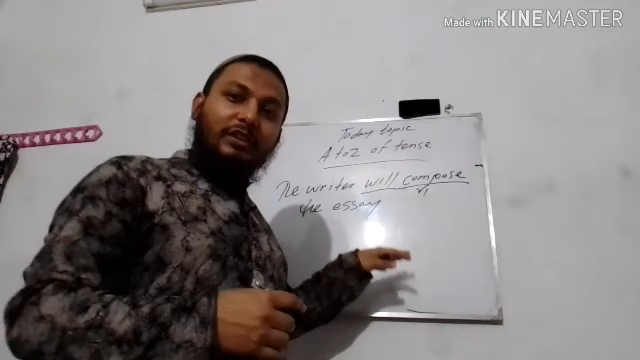 Made with KINEMASTER
Today topic
A to Z of tense
The writer will compose
V1
the essay